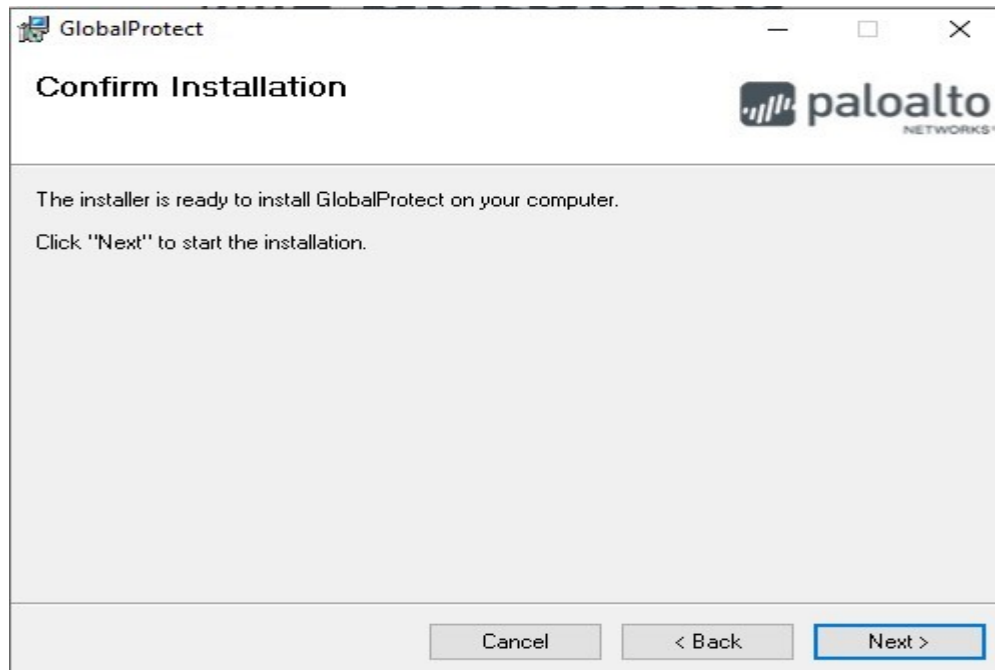 GlobalProtect
Confirm Installation
paloalto
NETWORKS
The installer is ready to install GlobalProtect on your computer.
Click "Next" to start the installation.
Cancel
< Back
Next >